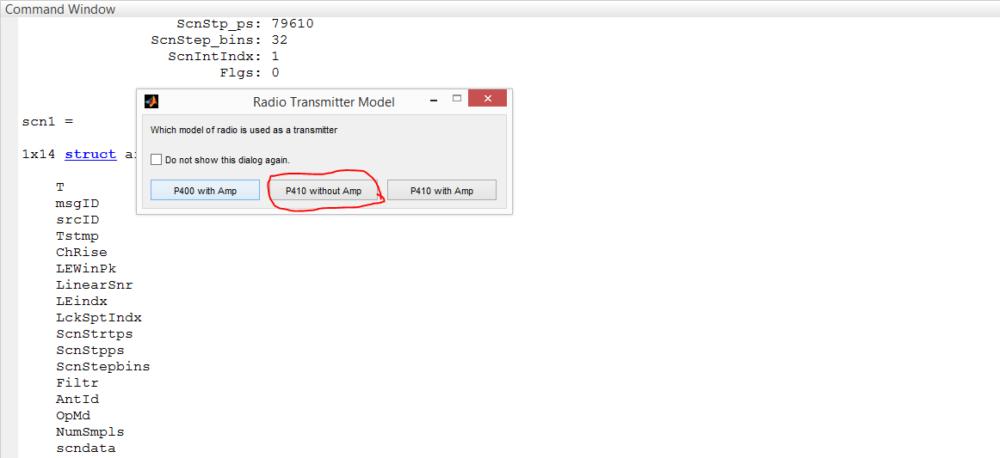 Command Window
ScnStp_ps: 79610
ScnStep_bins: 32
ScnIntIndx: 1
Flgs: 0
Radio Transmitter Model
Which model of radio is used as a transmitter
Do not show this dialog again.
P400 with Amp P410 without Amp P410 with Amp
scn1 =
1x14 struct
T
msgID
srcID
Tstmp
ChRise
LEWinPk
LinearSnr
LEindx
LckSptIndx
ScnStrtps
ScnStpps
ScnStepbins
Filtr
AntId
OpMd
NumSmpls
scndata